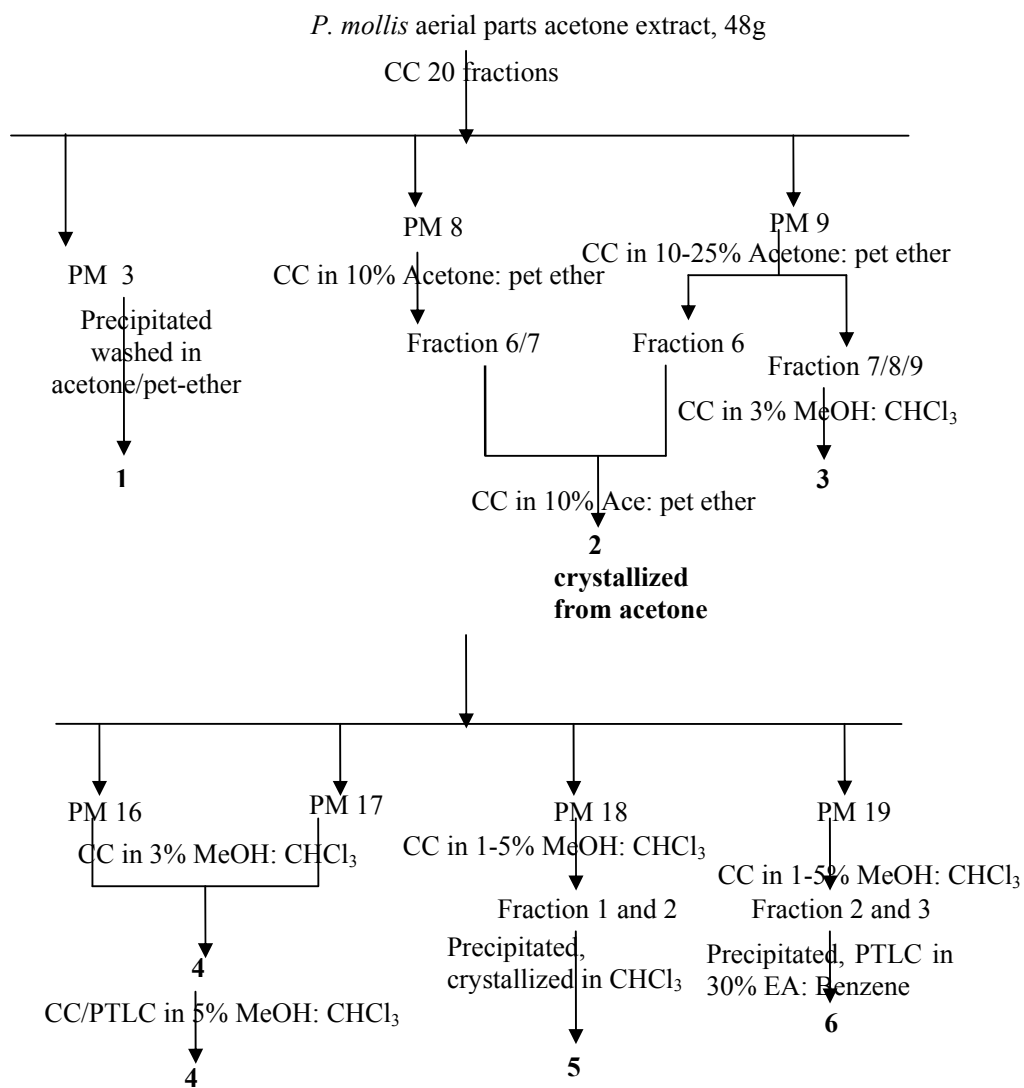 P. mollis aerial parts acetone extract, 48g
CC 20 fractions
PM 3
Precipitated
washed in
acetone/pet-ether
1
PM 8
CC in 10% Acetone: pet ether)
Fraction 6/7
PM 9
CC in 10-25% Acetone: pet ether)
Fraction 6
Fraction 7/8/9
CC in 3% MeOH: CHCl₃)
3
CC in 10% Ace: pet ether)
2
crystallized
from acetone
PM 16
PM 17
CC in 3% MeOH: CHCl₃)
4
CC/PTLC in 5% MeOH: CHCl₃)
4
PM 18
CC in 1-5% MeOH: CHCl₃)
Fraction 1 and 2
Precipitated,
crystallized in CHCl₃)
5
PM 19
CC in 1-5% MeOH: CHCl₃)
Fraction 2 and 3
Precipitated, PTLC in
30% EA: Benzene
6